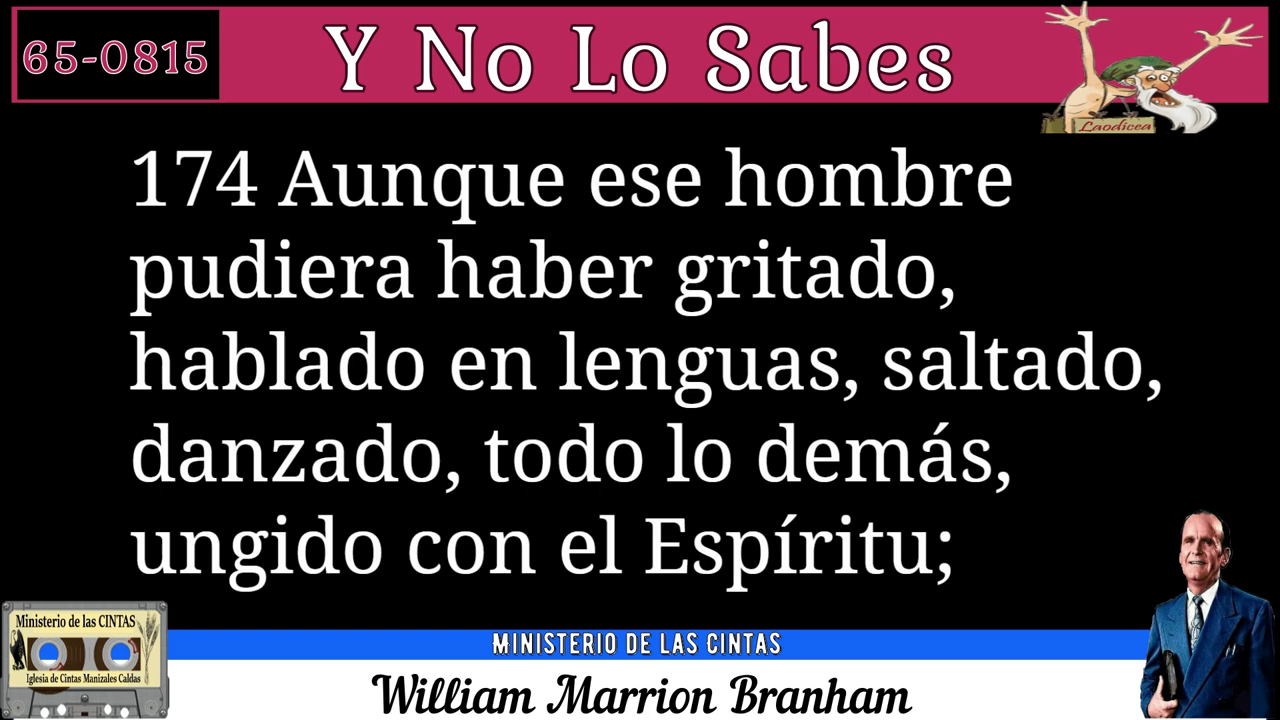 65-0815
Y No Lo Sabes
Laodicea
174 Aunque ese hombre
pudiera haber gritado,
hablado en lenguas, saltado,
danzado, todo lo demás,
ungido con el Espíritu;
Ministerio de las CINTAS
Iglesia de Cintas Manizales Caldas
MINISTERIO DE LAS CINTAS
William Marrion Branham